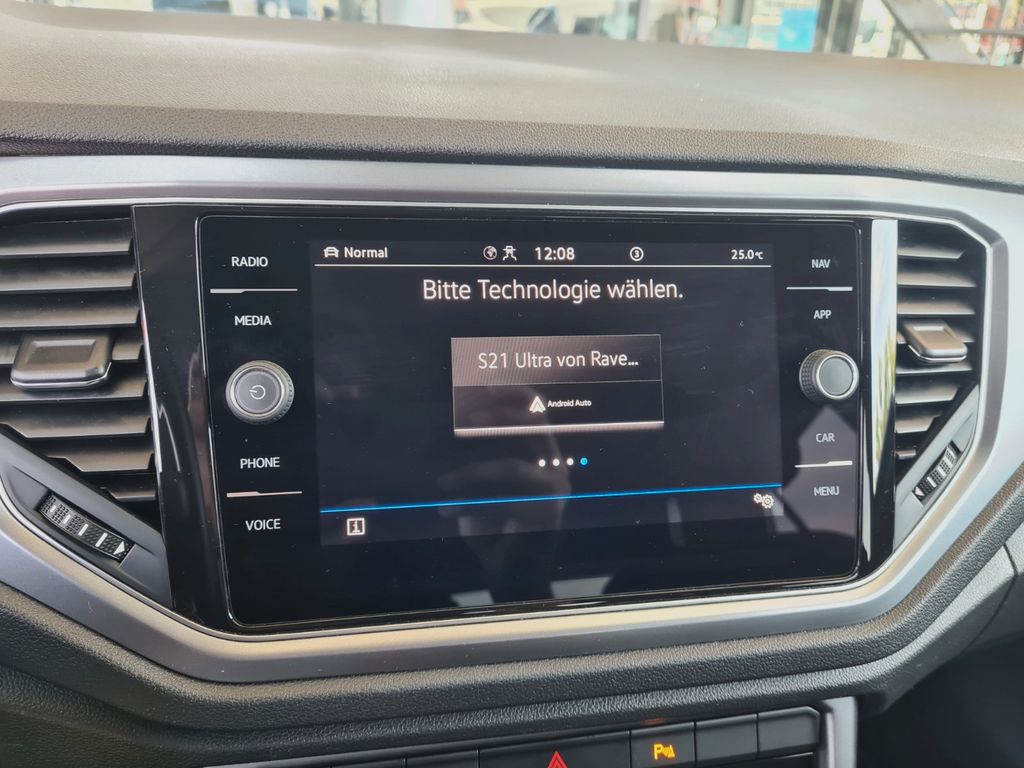 RADIO
MEDIA
PHONE
VOICE
Normal
12:08
3
25.0°C
Bitte Technologie wählen.
S21 Ultra von Rave...
Android Auto
i
NAV
APP
CAR
MENU
P